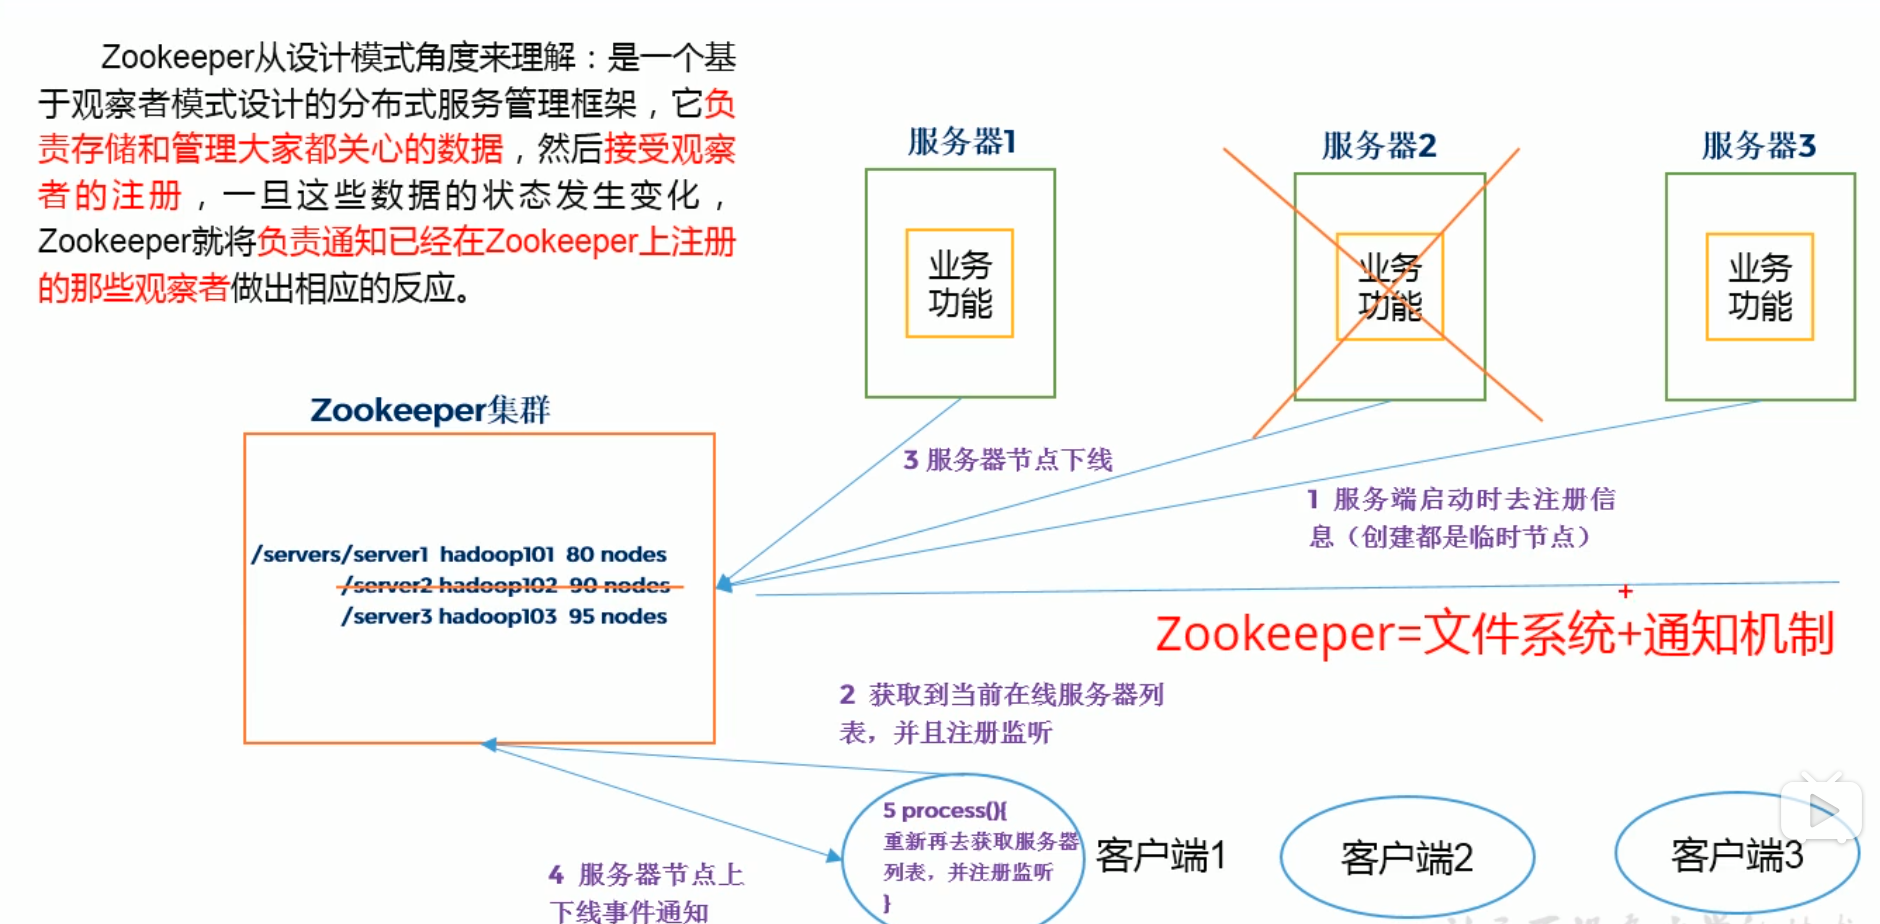 Zookeeper从设计模式角度来理解：是一个基
于观察者模式设计的分布式服务管理框架，它负
责存储和管理大家都关心的数据，然后接受观察
者的注册，一旦这些数据的状态发生变化，
Zookeeper就将负责通知已经在Zookeeper上注册
的那些观察者做出相应的反应。
服务器1
服务器2
服务器3
业务
功能
业务
功能
业务
功能
Zookeeper集群
/servers/server1 hadoop101 80 nodes
/server2 hadoop102 90 nodes
/server3 hadoop103 95 nodes
3 服务器节点下线
1 服务端启动时去注册信
息（创建都是临时节点）
+
Zookeeper=文件系统+通知机制
2 获取到当前在线服务器列
表，并且注册监听
5 process(){
重新再去获取服务器
列表，并注册监听
}
客户端1
客户端2
客户端3
4 服务器节点上
下线事件通知